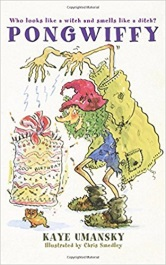 Who looks like a witch and smells like a ditch?
PONGWIFFY
KAYE UMANSKY
Illustrated by Chris Smedley